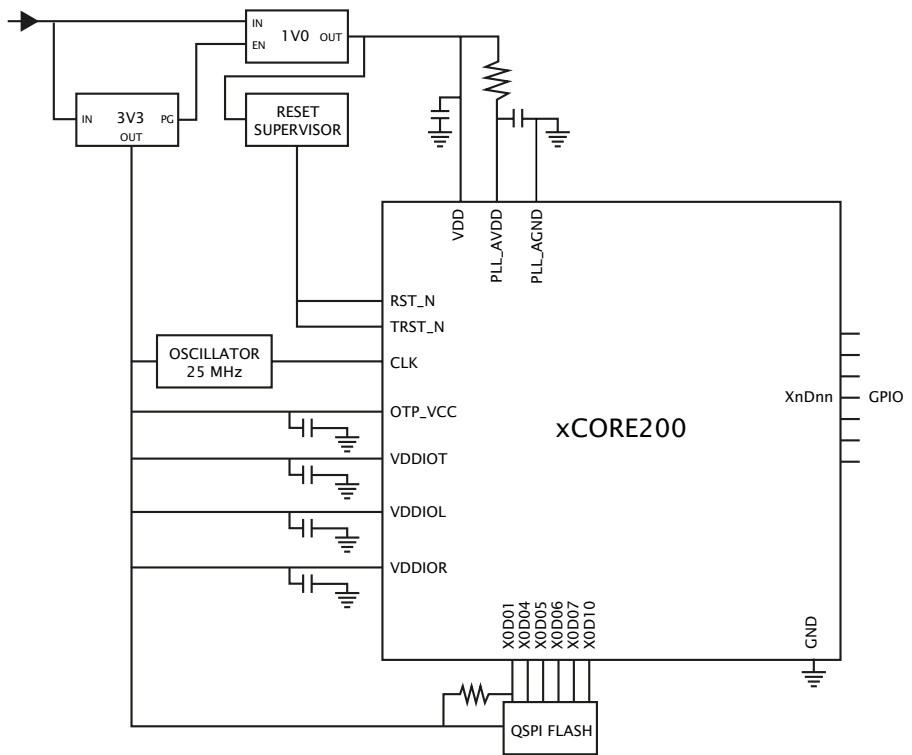 IN
1V0
OUT
EN
IN
3V3
PG
OUT
RESET
SUPERVISOR
VDD
PLL_AVDD
PLL_AGND
RST_N
TRST_N
OSCILLATOR
25 MHz
CLK
XnDnn
GPIO
OTP_VCC
xCORE200
VDDIOT
VDDIOL
VDDIOR
X0D01
X0D04
X0D05
X0D06
X0D07
X0D10
GND
QSPI FLASH